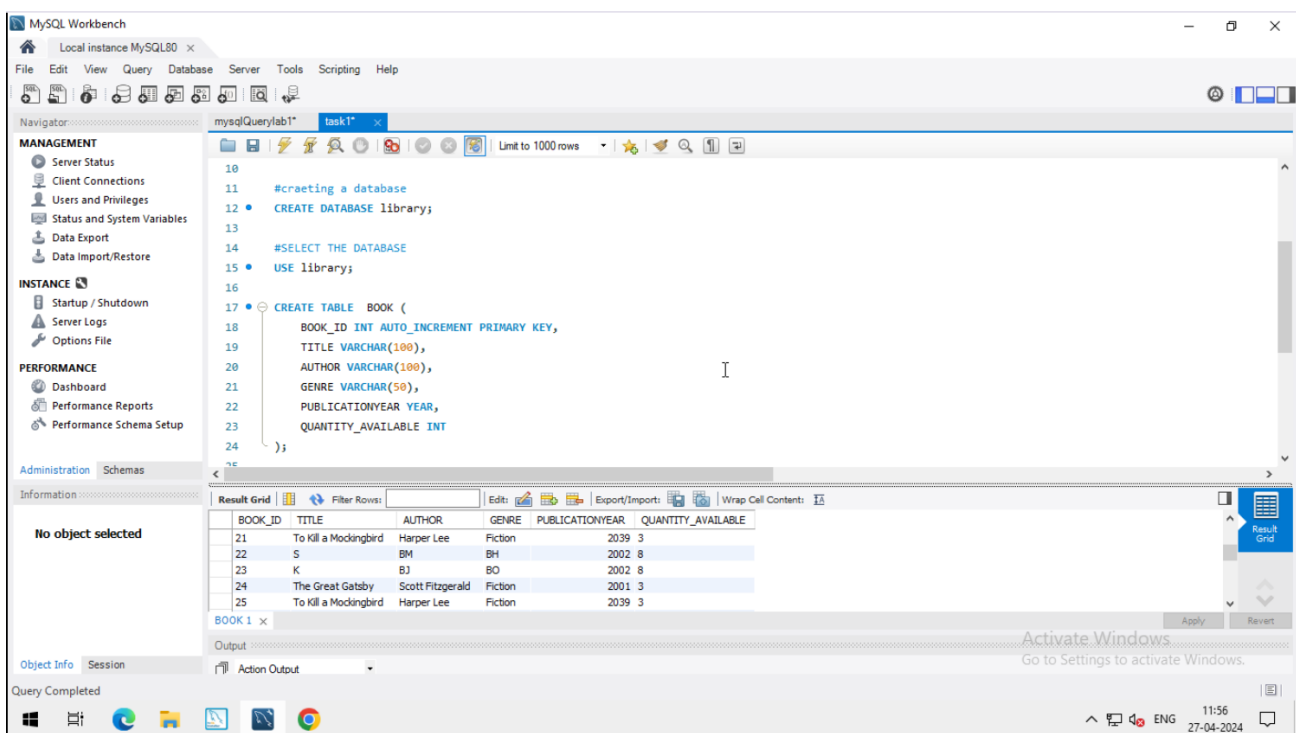 MySQL Workbench
Local instance MySQL80
File Edit View Query Database Server Tools Scripting Help
Navigator
mysqlQuerylab1*
task1*
MANAGEMENT
Server Status
Client Connections
Users and Privileges
Status and System Variables
Data Export
Data Import/Restore
INSTANCE
Startup / Shutdown
Server Logs
Options File
PERFORMANCE
Dashboard
Performance Reports
Performance Schema Setup
Administration Schemas
Information
No object selected
Object Info Session
Limit to 1000 rows
10
11 #craeting a database
12 CREATE DATABASE library;
13
14 #SELECT THE DATABASE
15 USE library;
16
17 CREATE TABLE BOOK (
18 BOOK_ID INT AUTO_INCREMENT PRIMARY KEY,
19 TITLE VARCHAR(100),
20 AUTHOR VARCHAR(100),
21 GENRE VARCHAR(50),
22 PUBLICATIONYEAR YEAR,
23 QUANTITY_AVAILABLE INT
24 );
25
Result Grid Filter Rows: Edit: Export/Import: Wrap Cell Content:
BOOK_ID TITLE AUTHOR GENRE PUBLICATIONYEAR QUANTITY_AVAILABLE
21 To Kill a Mockingbird Harper Lee Fiction 2039 3
22 S BM BH 2002 8
23 K BJ BO 2002 8
24 The Great Gatsby Scott Fitzgerald Fiction 2001 3
25 To Kill a Mockingbird Harper Lee Fiction 2039 3
Result
Grid
BOOK 1
Apply Revert
Output
Action Output
Activate Windows
Go to Settings to activate Windows.
Query Completed
ENG
11:56
27-04-2024